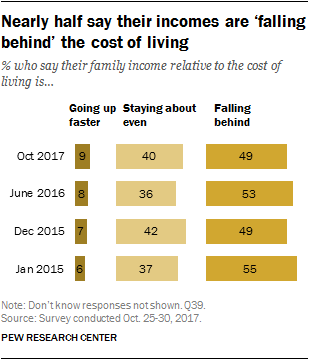 Nearly half say their incomes are ‘falling
behind’ the cost of living
% who say their family income relative to the cost of
living is...
Going up
faster
Staying about
even
Falling
behind
Oct 2017 9 40 49
June 2016 8 36 53
Dec 2015 7 42 49
Jan 2015 6 37 55
Note: Don’t know responses not shown. Q39.
Source: Survey conducted Oct. 25-30, 2017.
PEW RESEARCH CENTER